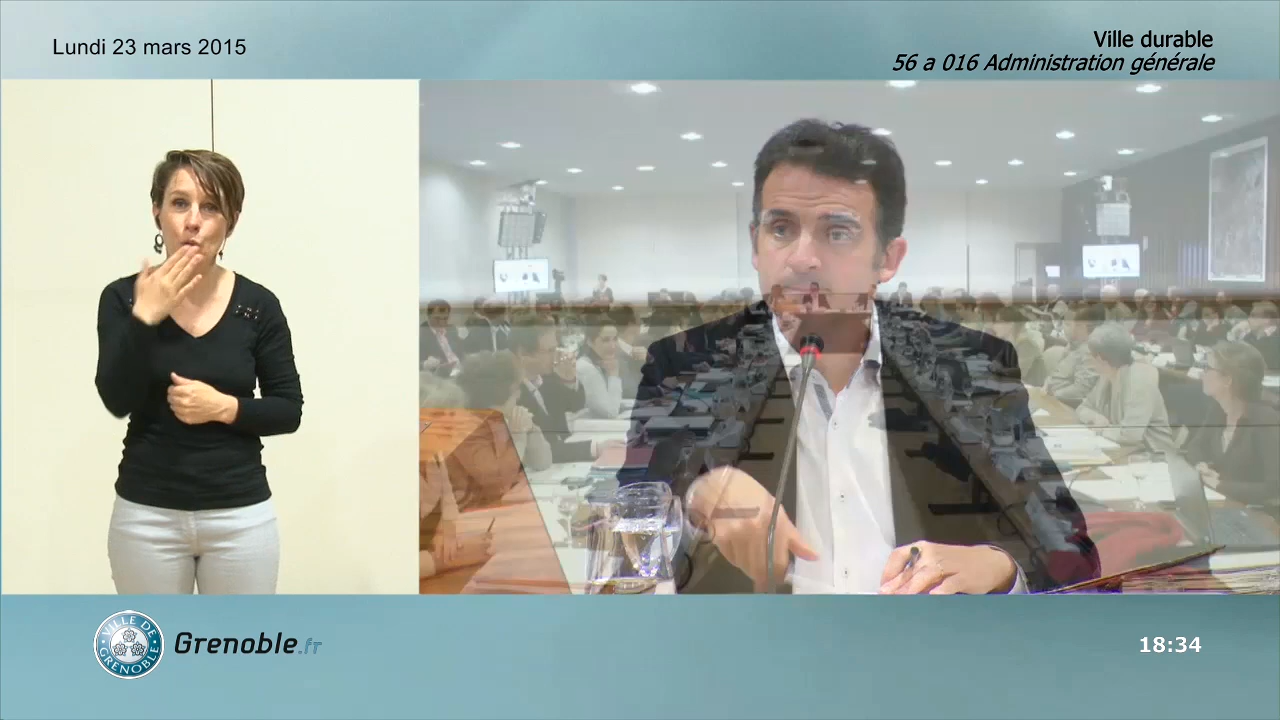 Lundi 23 mars 2015
Ville durable
56 a 016 Administration générale
VILLE DE GRENOBLE
Grenoble.fr
18:34